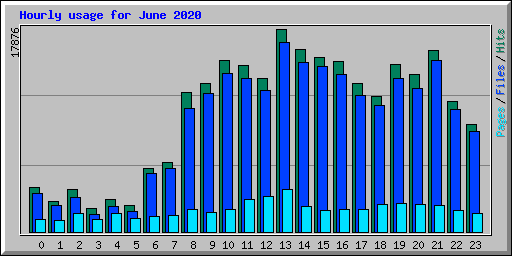 Hourly usage for June 2020
17876
Pages/Files/Hits
0 1 2 3 4 5 6 7 8 9 10 11 12 13 14 15 16 17 18 19 20 21 22 23